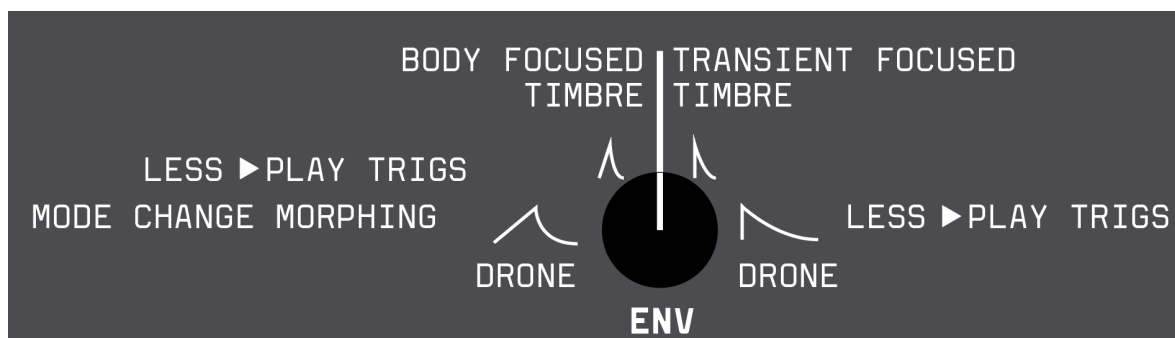 BODY FOCUSED TIMBRE
TRANSIENT FOCUSED TIMBRE
LESS ▶PLAY TRIGS
MODE CHANGE MORPHING
LESS ▶PLAY TRIGS
DRONE
DRONE
ENV